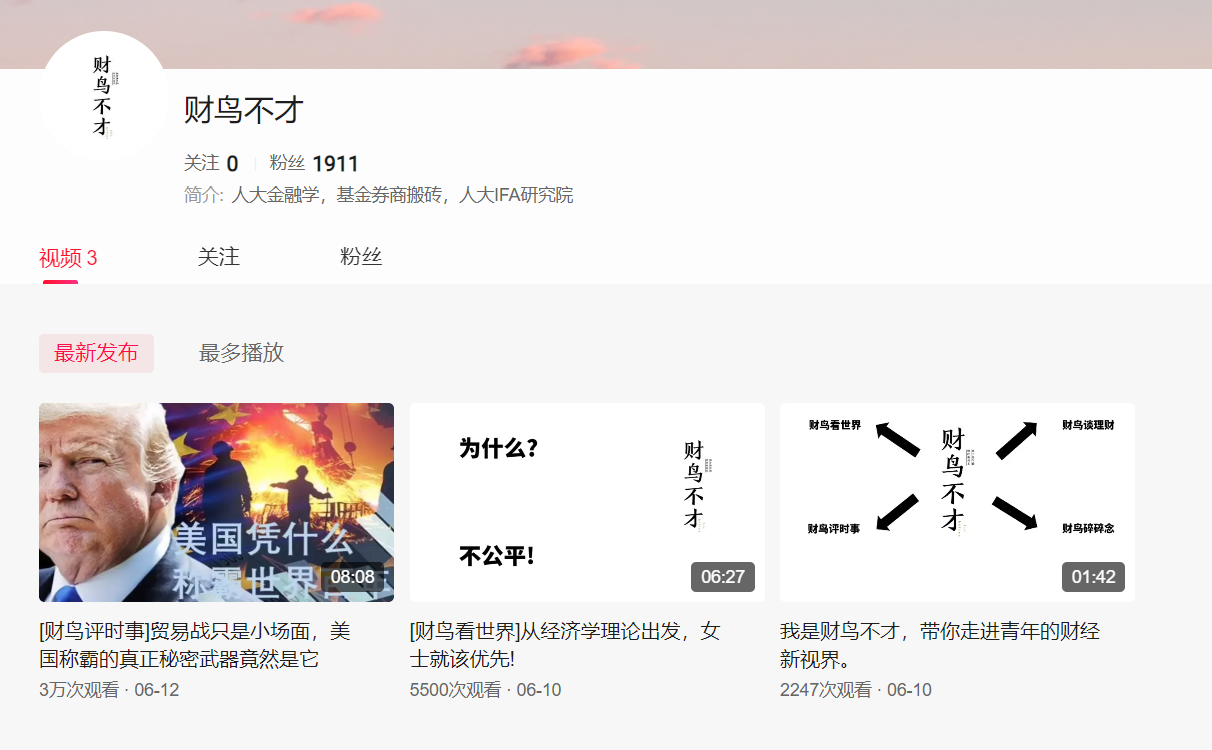 财鸟不才
财鸟不才
关注 0
粉丝 1911
简介: 人大金融学，基金券商搬砖，人大IFA研究院
视频 3
关注
粉丝
最新发布
最多播放
美国凭什么
称霸世界
08:08
为什么?
不公平!
财鸟不才
06:27
财鸟看世界
财鸟谈理财
财鸟不才
财鸟评时事
财鸟碎碎念
01:42
[财鸟评时事]贸易战只是小场面，美
国称霸的真正秘密武器竟然是它
3万次观看 · 06-12
[财鸟看世界]从经济学理论出发，女
士就该优先!
5500次观看 · 06-10
我是财鸟不才，带你走进青年的财经
新视界。
2247次观看 · 06-10